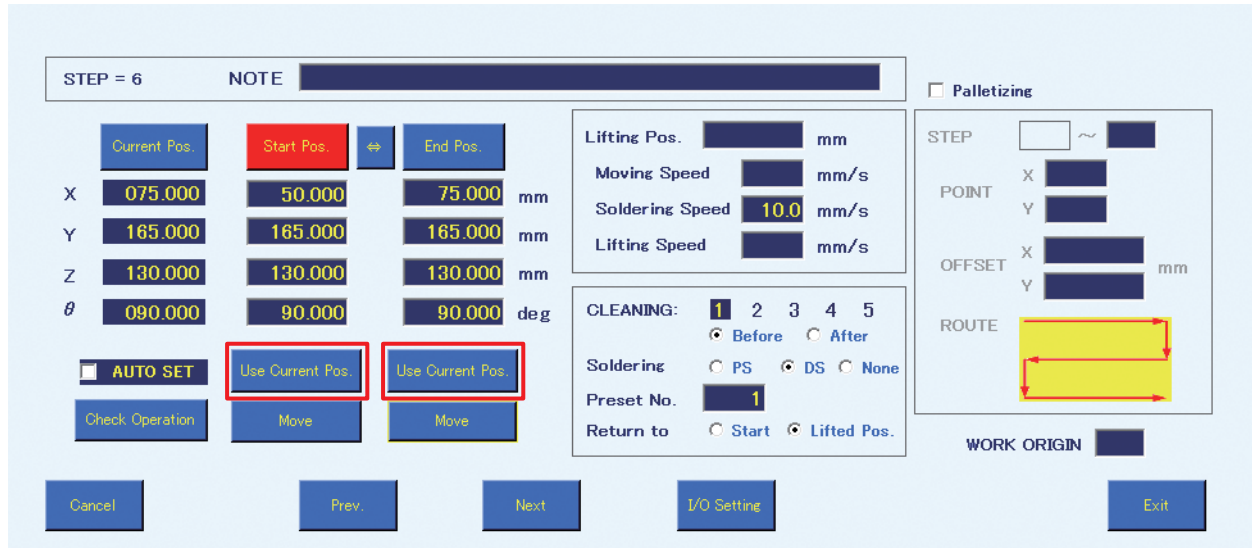 STEP = 6 NOTE
Palletizing
Current Pos. Start Pos. ⇔ End Pos.
X 075.000 50.000 75.000 mm
Y 165.000 165.000 165.000 mm
Z 130.000 130.000 130.000 mm
θ 090.000 90.000 90.000 deg
AUTO SET Use Current Pos. Use Current Pos.
Check Operation Move Move
Lifting Pos. mm
Moving Speed mm/s
Soldering Speed 10.0 mm/s
Lifting Speed mm/s
CLEANING: 1 2 3 4 5
Before After
Soldering PS DS None
Preset No. 1
Return to Start Lifted Pos.
STEP ~
POINT X
Y
OFFSET X
Y mm
ROUTE
WORK ORIGIN
Cancel Prev. Next I/O Setting Exit